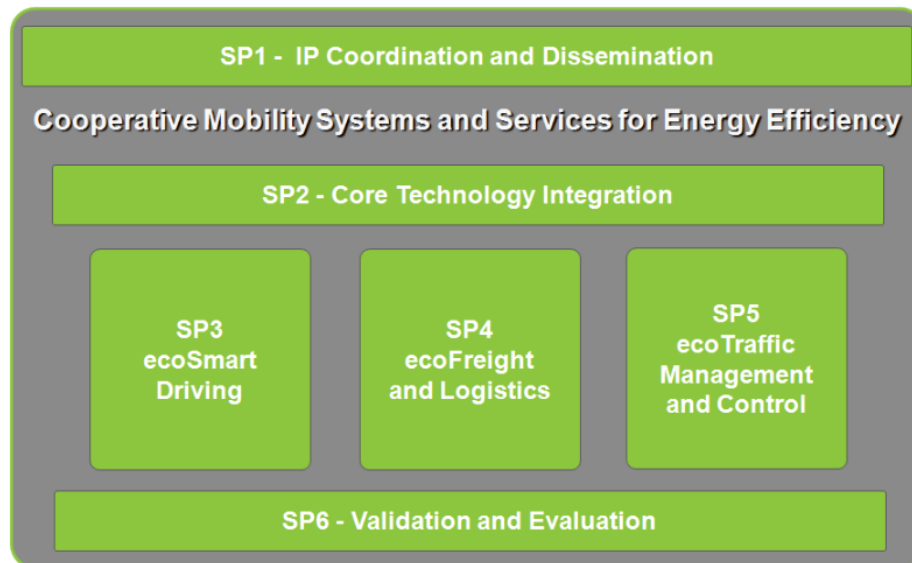 SP1 - IP Coordination and Dissemination
Cooperative Mobility Systems and Services for Energy Efficiency
SP2 - Core Technology Integration
SP3
ecoSmart
Driving
SP4
ecoFreight
and Logistics
SP5
ecoTraffic
Management
and Control
SP6 - Validation and Evaluation